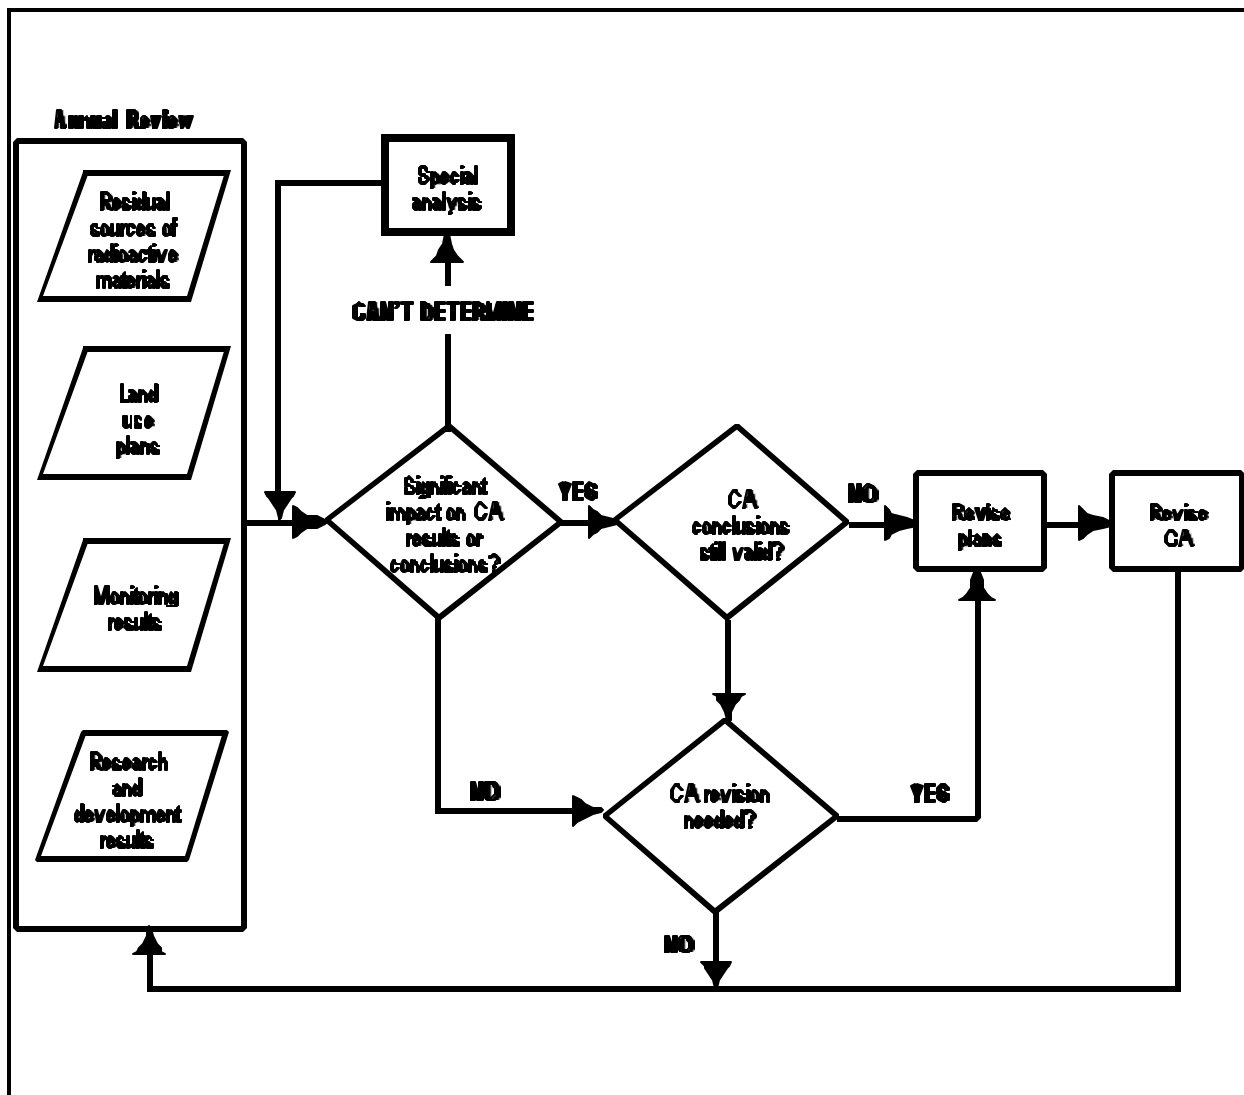 Annual Review
Residual
sources of
radioactive
materials
Land
use
plans
Monitoring
results
Research
and
development
results
Special
analysis
CAN'T DETERMINE
Significant
impact on CA
results or
conclusions?
YES
CA
conclusions
still valid?
NO
Revise
plans
Revise
CA
NO
CA revision
needed?
YES
NO